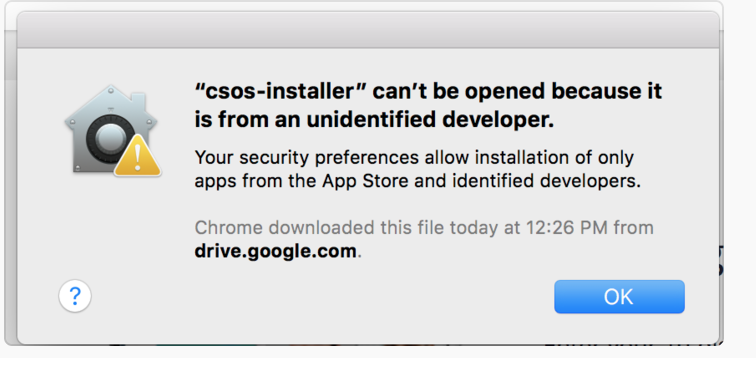 “csos-installer” can’t be opened because it
is from an unidentified developer.
Your security preferences allow installation of only
apps from the App Store and identified developers.
Chrome downloaded this file today at 12:26 PM from
drive.google.com.
?
OK